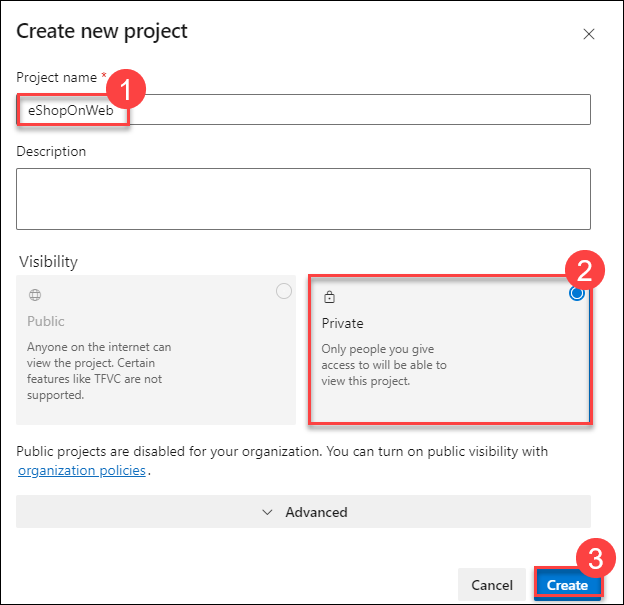 Create new project
Project name *
1
eShopOnWeb
Description
Visibility
2
Public
Anyone on the internet can
view the project. Certain
features like TFVC are not
supported.
Private
Only people you give
access to will be able to
view this project.
Public projects are disabled for your organization. You can turn on public visibility with
organization policies.
Advanced
3
Cancel
Create